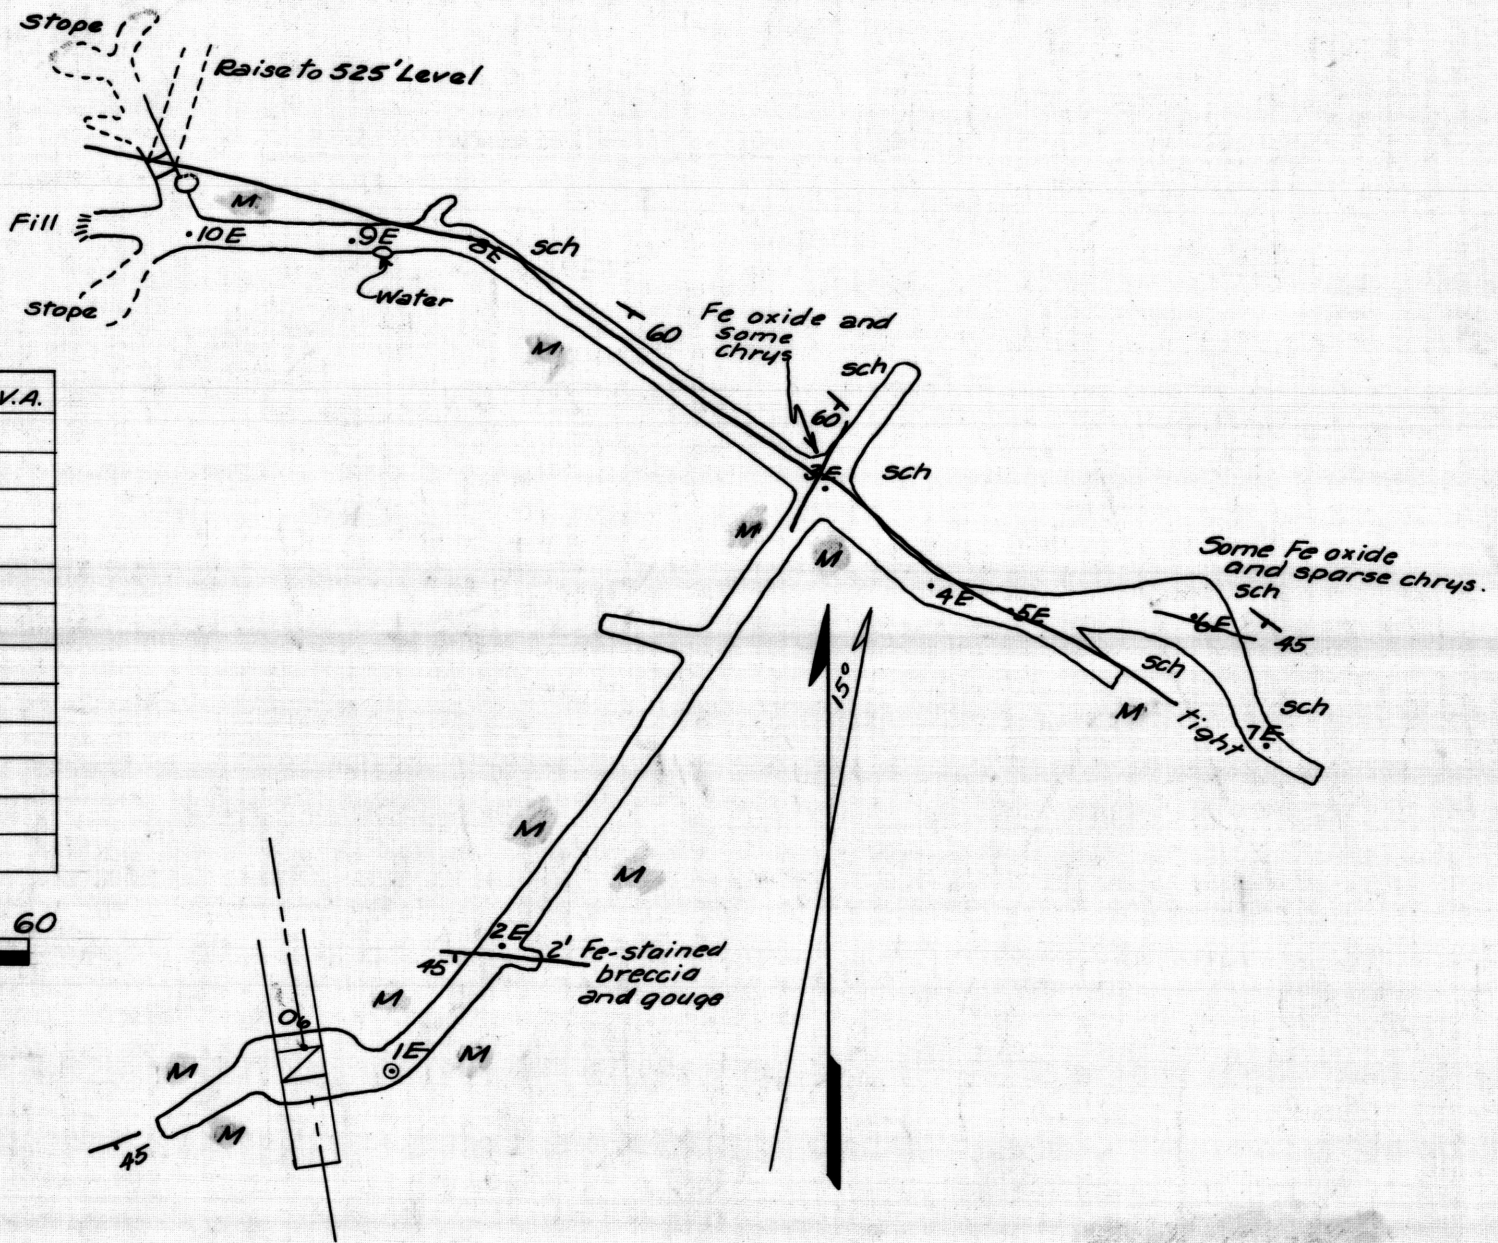 Stope
Raise to 525' Level
M
Fill
.10E
.9E
8E
sch
Water
Stope
60
Fe oxide and
some
chrys
M
sch
60
V.A.
3E
sch
M
M
Some Fe oxide
and sparse chrys.
sch
.4E
.5E
.6E
45
sch
15°
M
tight
sch
7E
M
M
60
2E
45
2' Fe-stained
breccia
and gouge
M
1E
M
M
M
45